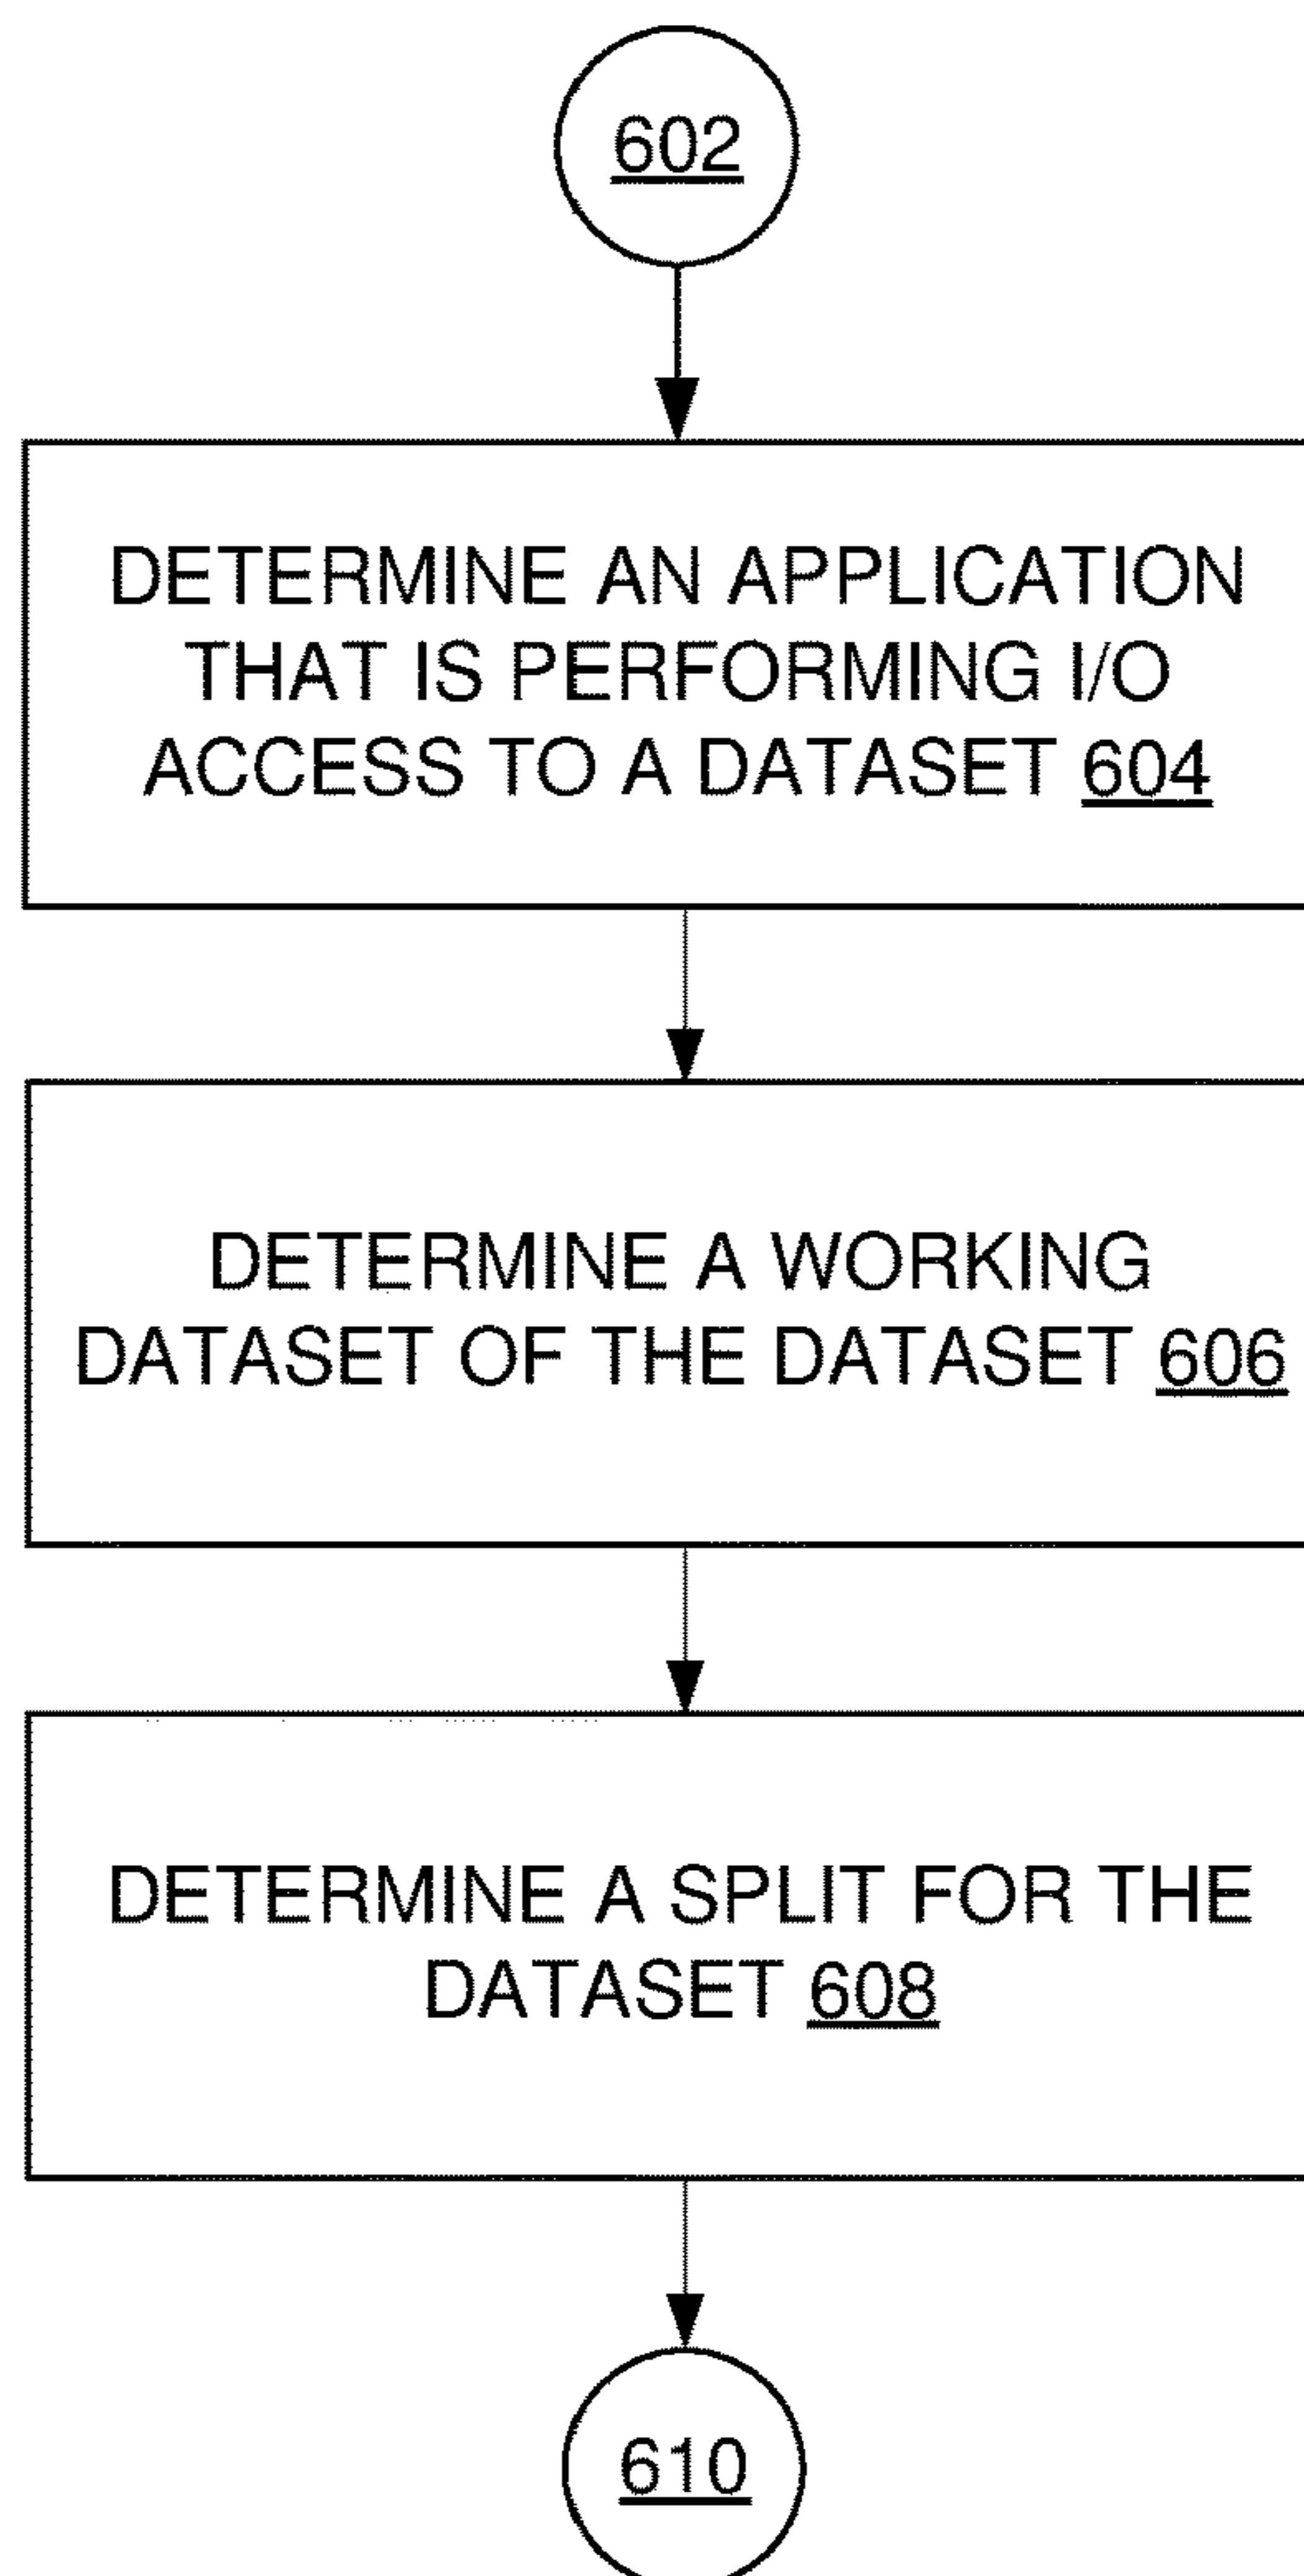 602
DETERMINE AN APPLICATION
THAT IS PERFORMING I/O
ACCESS TO A DATASET 604
DETERMINE A WORKING
DATASET OF THE DATASET 606
DETERMINE A SPLIT FOR THE
DATASET 608
610